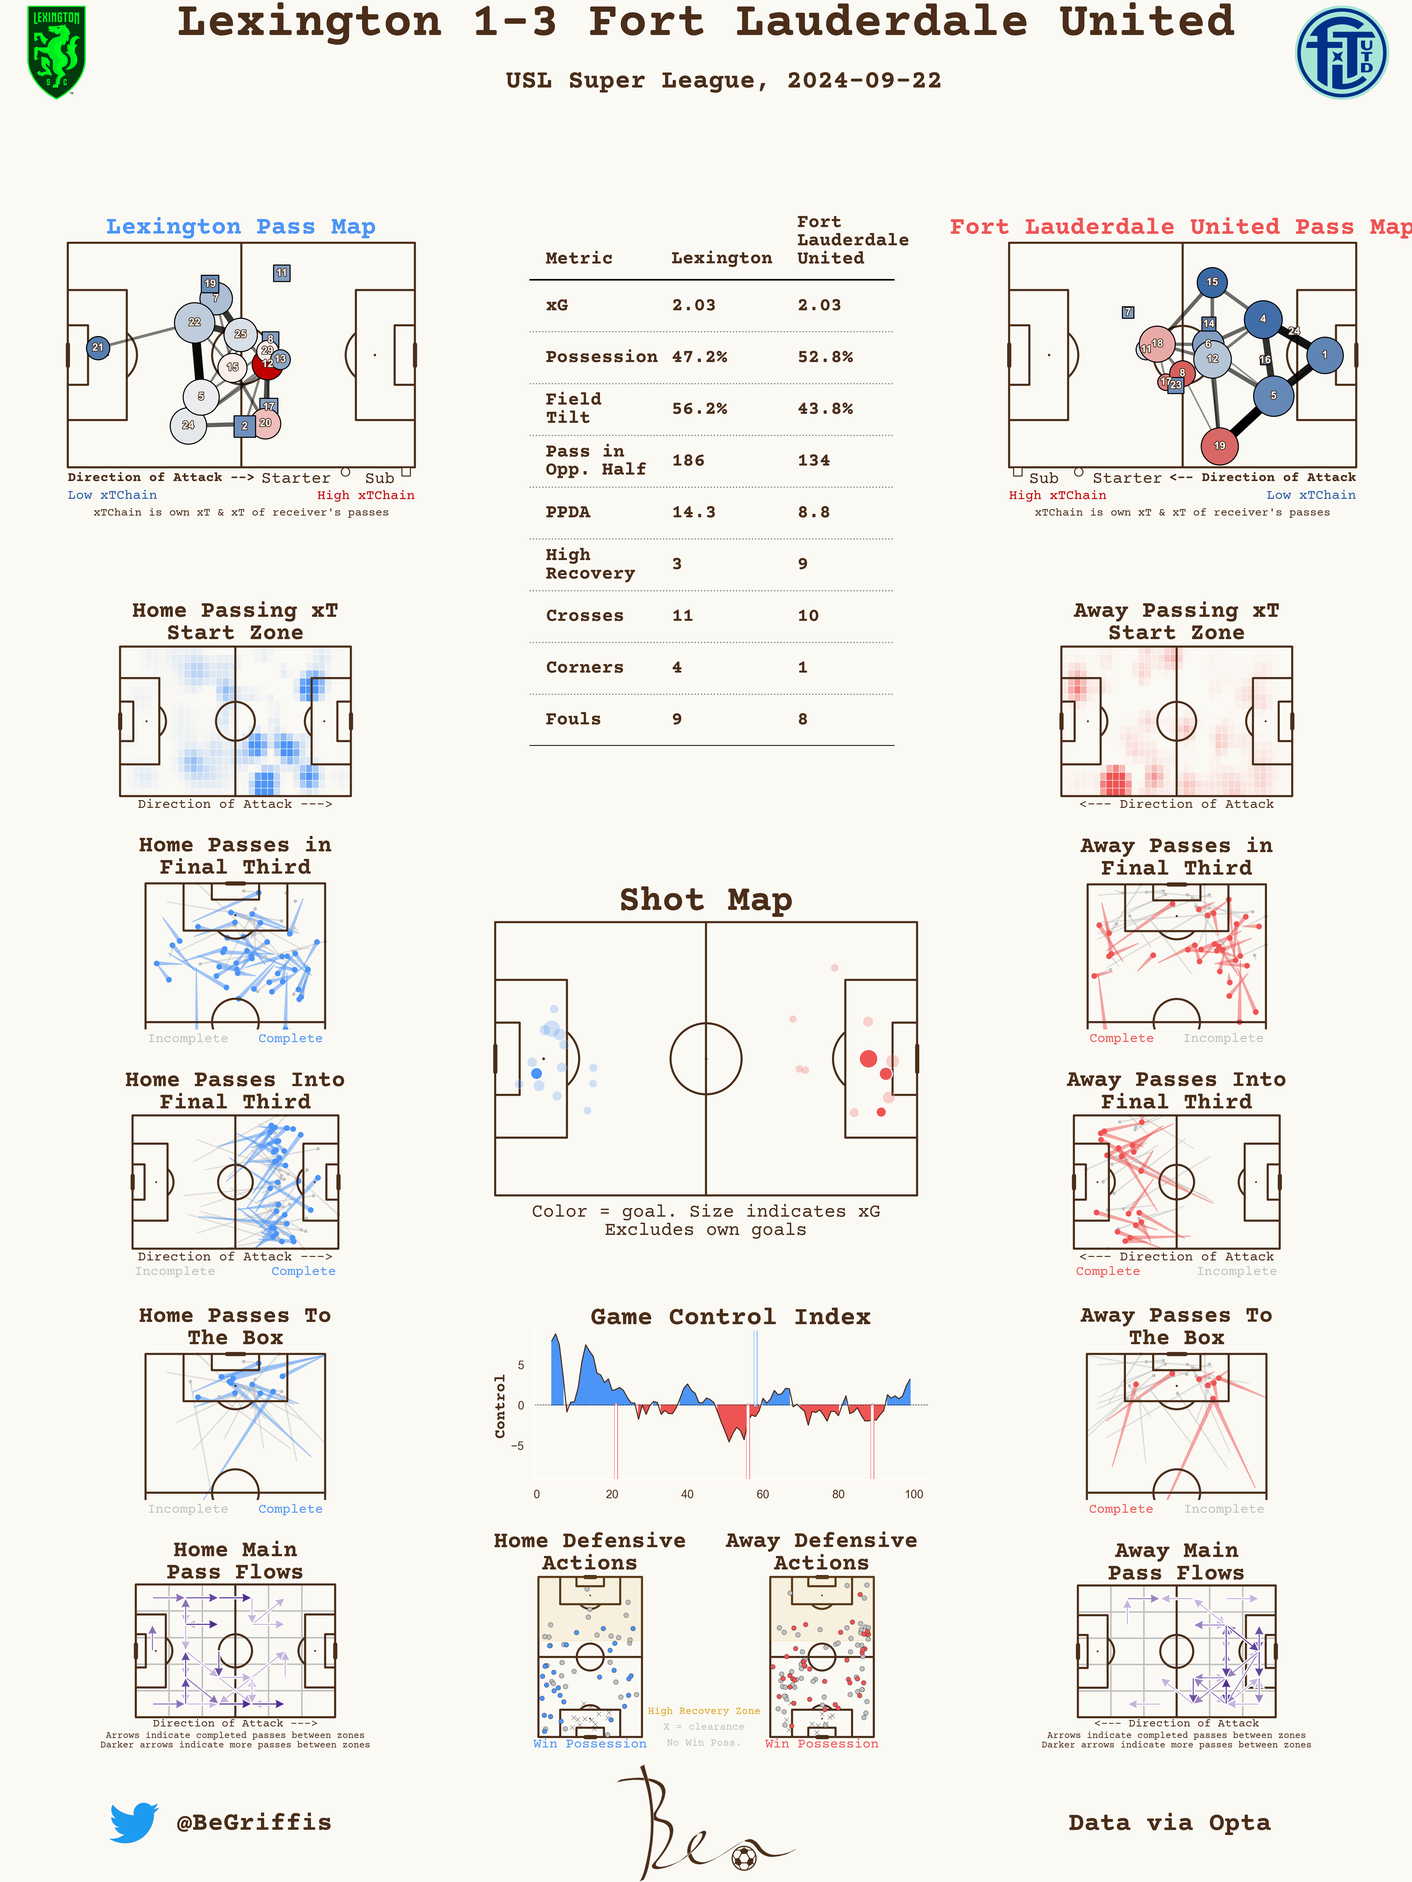 Lexington 1-3 Fort Lauderdale United
USL Super League, 2024-09-22
LEXINGTON
S C
UTD
Lexington Pass Map
21
22
19
7
11
25
8
29
12
13
15
5
24
2
17
20
Direction of Attack --> Starter Sub
Low xTChain High xTChain
xTChain is own xT & xT of receiver's passes
Metric Lexington Fort Lauderdale United
xG 2.03 2.03
Possession 47.2% 52.8%
Field Tilt 56.2% 43.8%
Pass in Opp. Half 186 134
PPDA 14.3 8.8
High Recovery 3 9
Crosses 11 10
Corners 4 1
Fouls 9 8
Fort Lauderdale United Pass Map
7
15
14
4
24
11
18
6
12
16
1
17
8
23
5
19
Sub Starter <-- Direction of Attack
High xTChain Low xTChain
xTChain is own xT & xT of receiver's passes
Home Passing xT
Start Zone
Direction of Attack --->
Away Passing xT
Start Zone
<--- Direction of Attack
Home Passes in
Final Third
Incomplete Complete
Away Passes in
Final Third
Complete Incomplete
Shot Map
Color = goal. Size indicates xG
Excludes own goals
Home Passes Into
Final Third
Direction of Attack --->
Incomplete Complete
Away Passes Into
Final Third
<--- Direction of Attack
Complete Incomplete
Home Passes To
The Box
Incomplete Complete
Game Control Index
Control
5
0
−5
0 20 40 60 80 100
Away Passes To
The Box
Complete Incomplete
Home Main
Pass Flows
Direction of Attack --->
Arrows indicate completed passes between zones
Darker arrows indicate more passes between zones
Home Defensive
Actions
Win Possession
High Recovery Zone
X = clearance
No Win Poss.
Away Defensive
Actions
Win Possession
Away Main
Pass Flows
<--- Direction of Attack
Arrows indicate completed passes between zones
Darker arrows indicate more passes between zones
@BeGriffis
Ben
Data via Opta